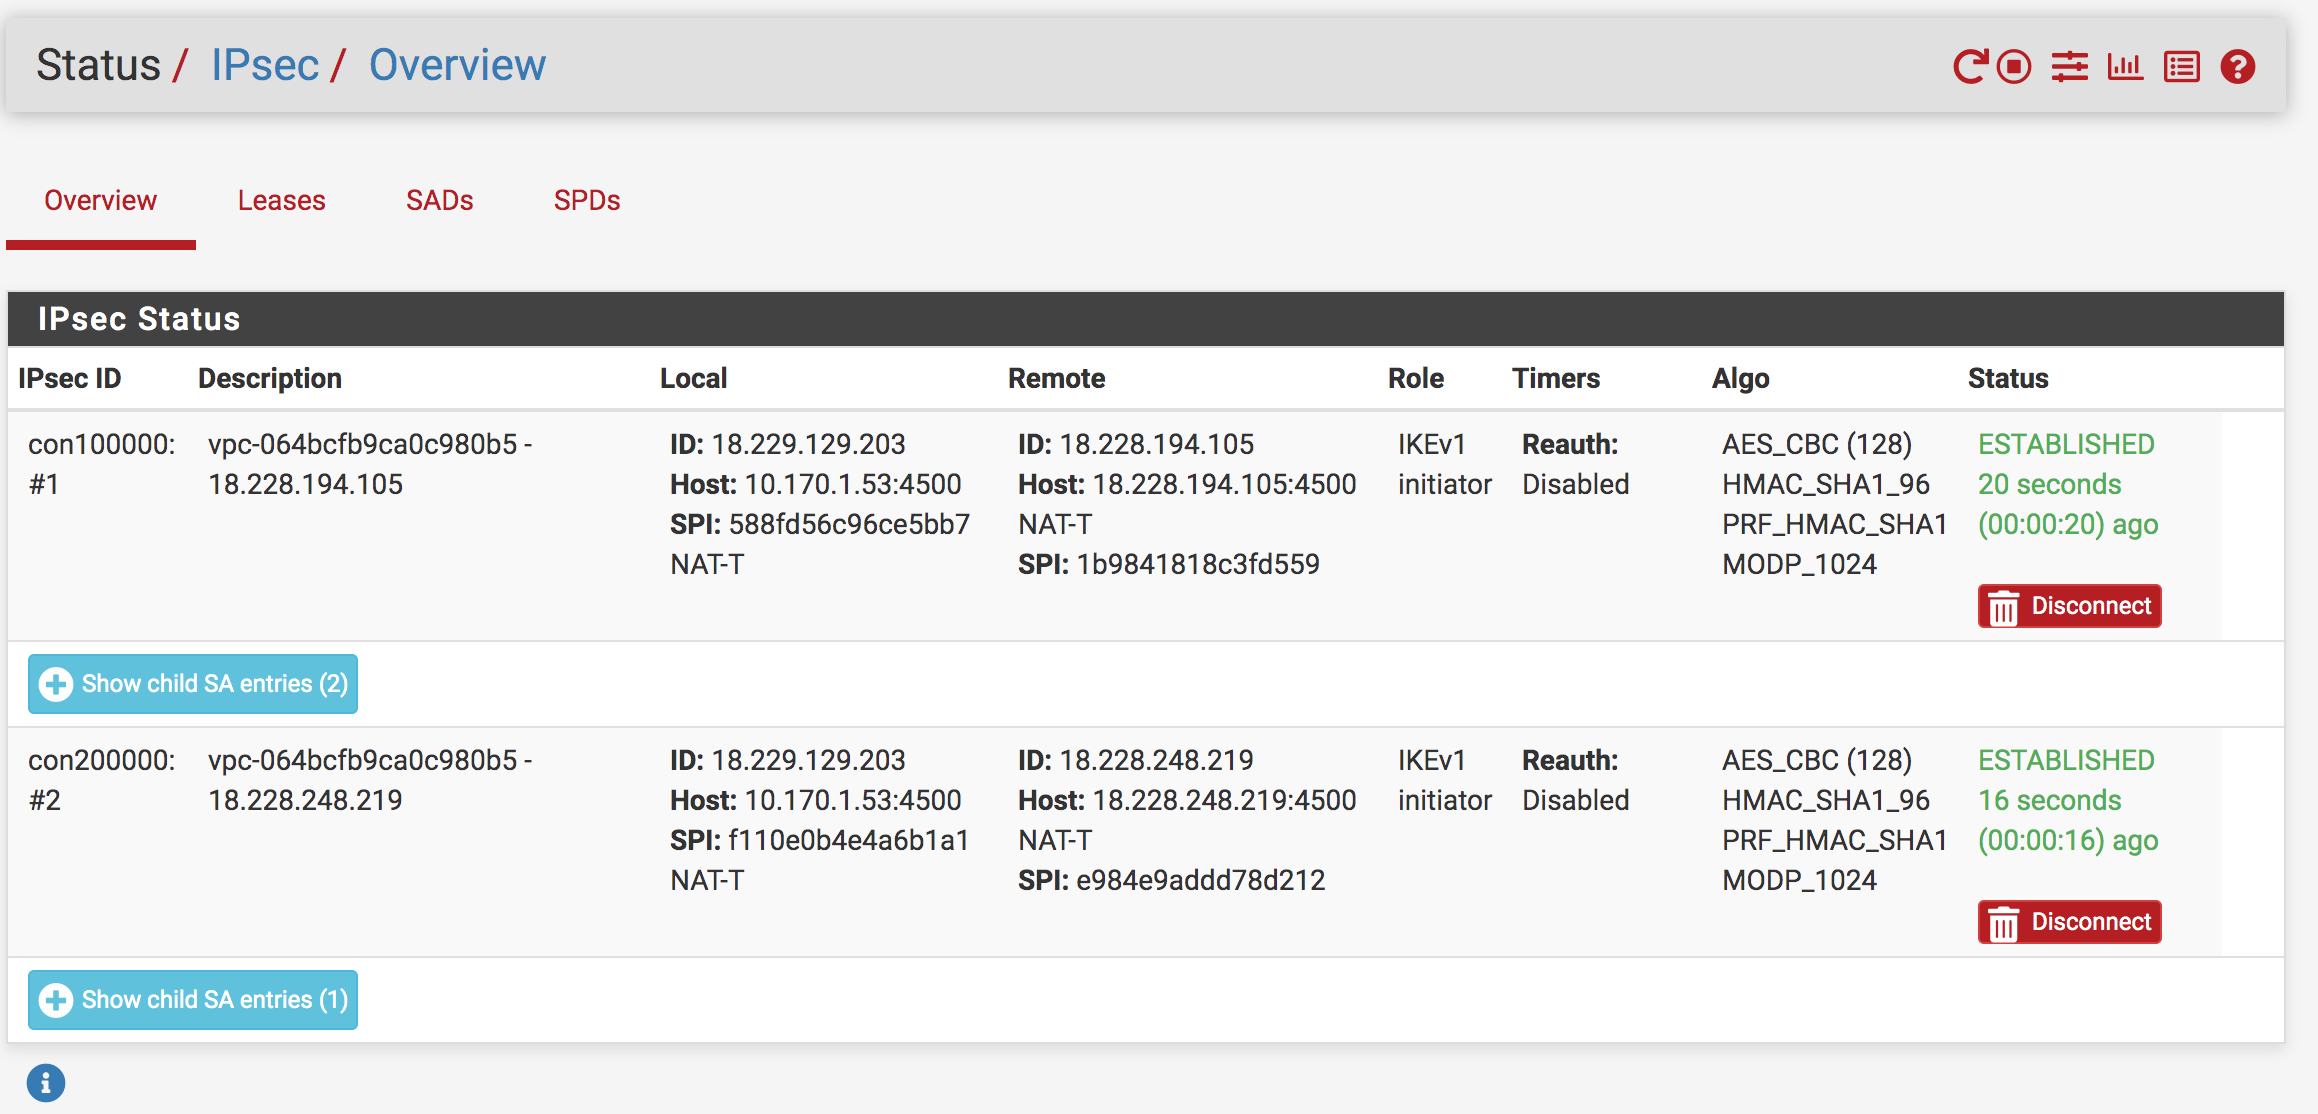 Status / IPsec / Overview
Overview Leases SADs SPDs
IPsec Status
IPsec ID Description Local Remote Role Timers Algo Status
con100000: vpc-064bcfb9ca0c980b5 - ID: 18.229.129.203 ID: 18.228.194.105 IKEv1 Reauth: AES_CBC (128) ESTABLISHED
#1 18.228.194.105 Host: 10.170.1.53:4500 Host: 18.228.194.105:4500 initiator Disabled HMAC_SHA1_96 20 seconds
SPI: 588fd56c96ce5bb7 NAT-T PRF_HMAC_SHA1 (00:00:20) ago
NAT-T SPI: 1b9841818c3fd559 MODP_1024
Disconnect
Show child SA entries (2)
con200000: vpc-064bcfb9ca0c980b5 - ID: 18.229.129.203 ID: 18.228.248.219 IKEv1 Reauth: AES_CBC (128) ESTABLISHED
#2 18.228.248.219 Host: 10.170.1.53:4500 Host: 18.228.248.219:4500 initiator Disabled HMAC_SHA1_96 16 seconds
SPI: f110e0b4e4a6b1a1 NAT-T PRF_HMAC_SHA1 (00:00:16) ago
NAT-T SPI: e984e9addd78d212 MODP_1024
Disconnect
Show child SA entries (1)